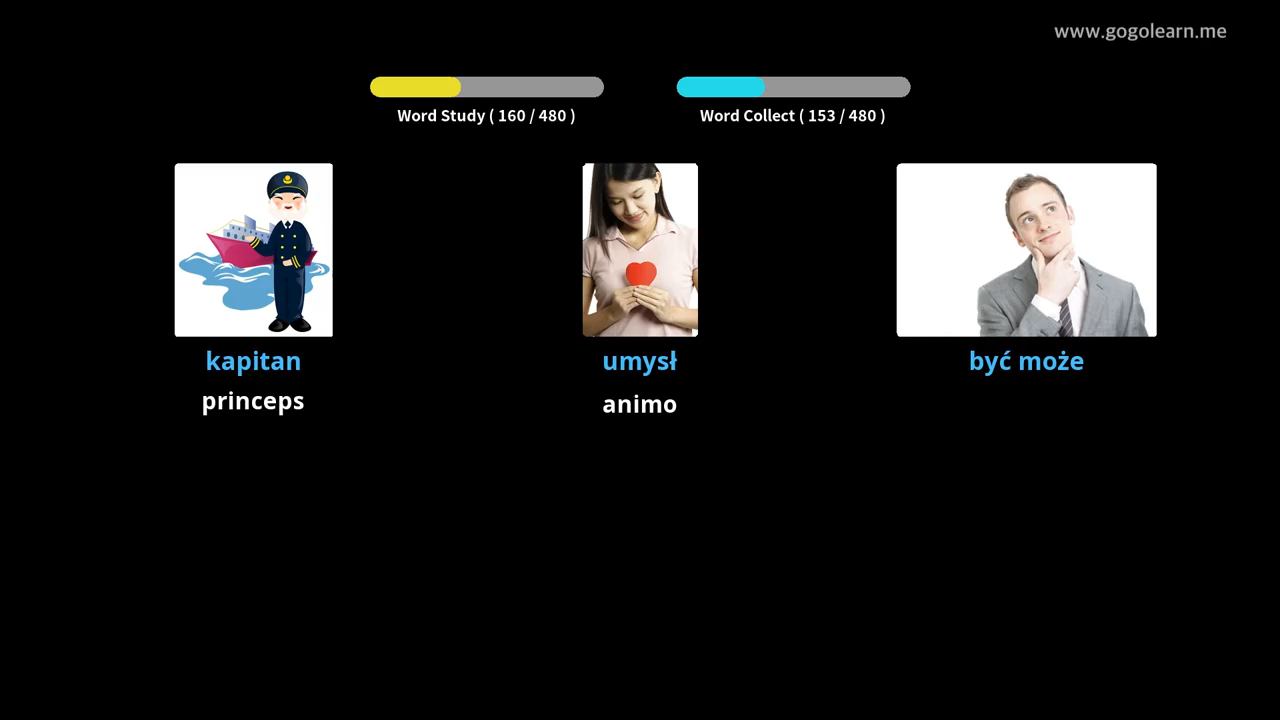 www.gogolearn.me
Word Study ( 160 / 480 )
Word Collect ( 153 / 480 )
kapitan
umysł
być może
princeps
animo